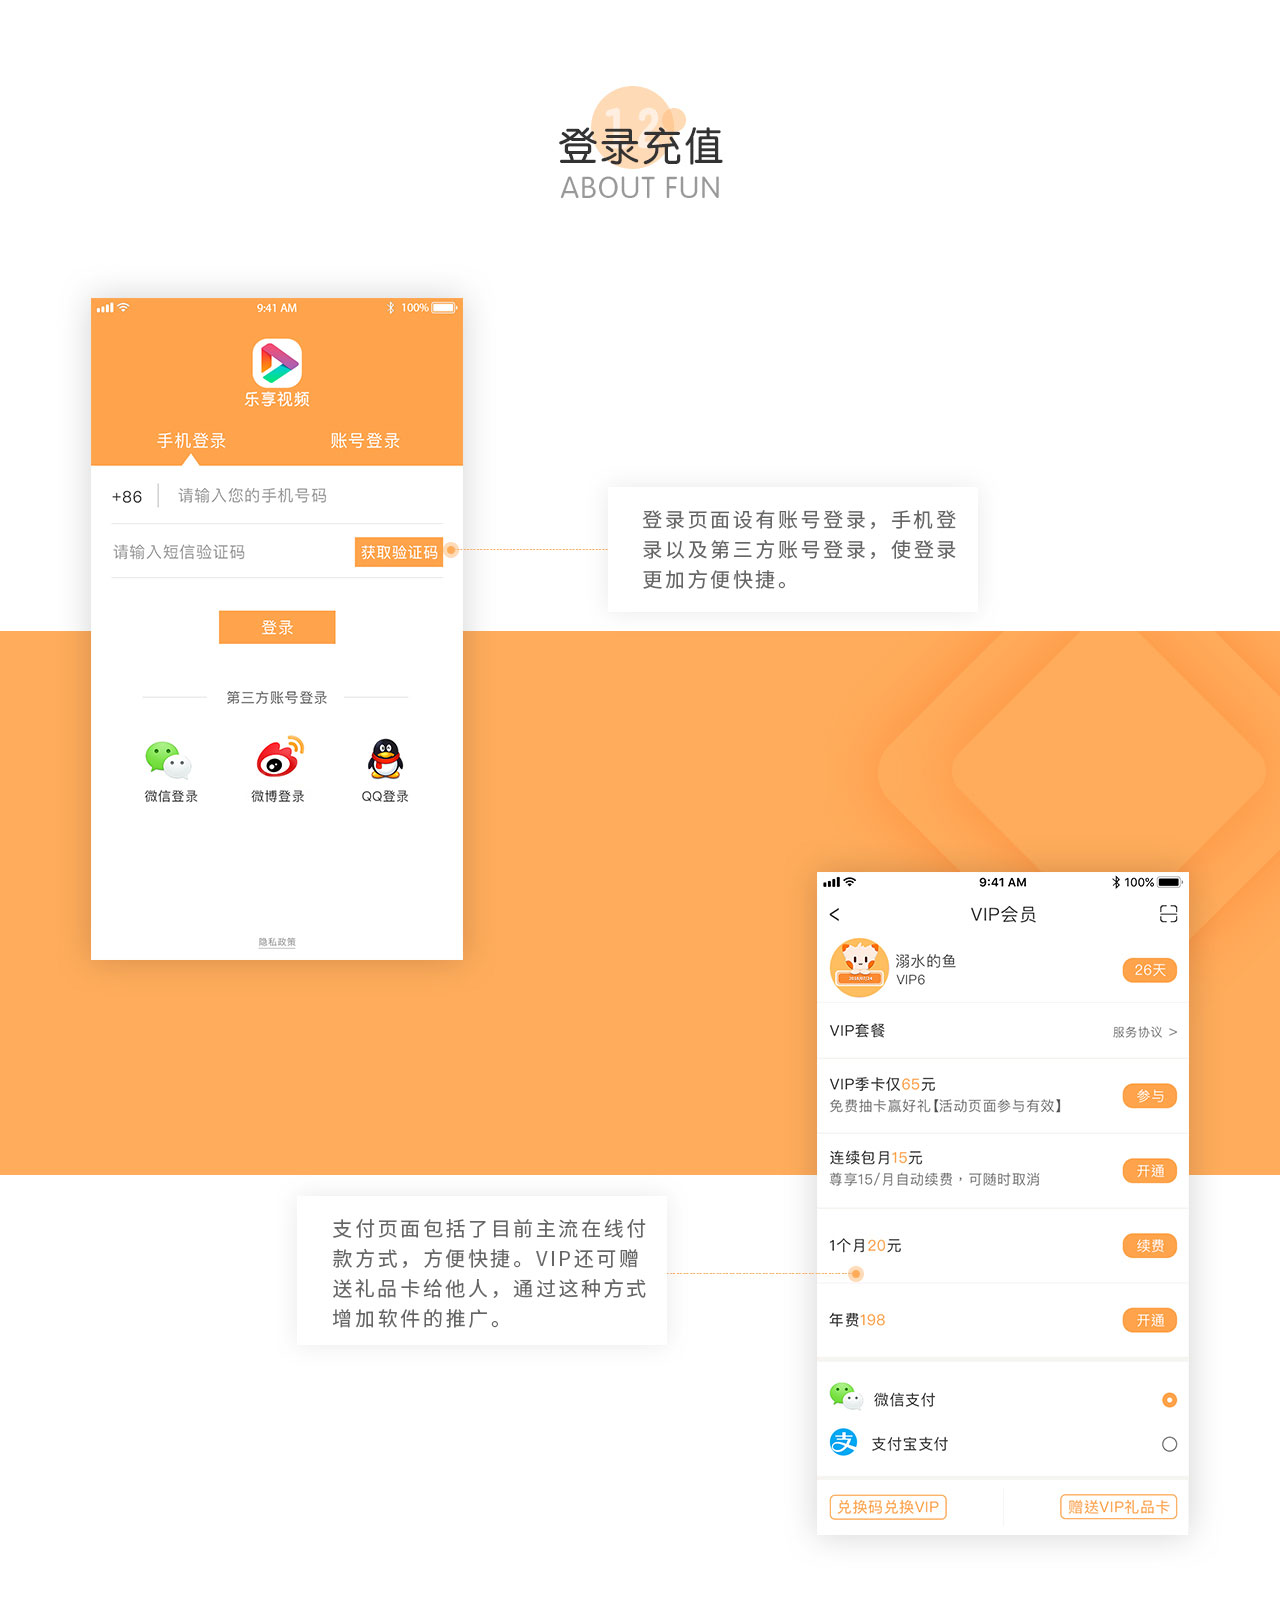 12
登录充值
ABOUT FUN
9:41 AM
100%
乐享视频
手机登录
账号登录
+86
请输入您的手机号码
请输入短信验证码
获取验证码
登录
第三方账号登录
微信登录
微博登录
QQ登录
隐私政策
登录页面设有账号登录，手机登
录以及第三方账号登录，使登录
更加方便快捷。
9:41 AM
100%
<
VIP会员
溺水的鱼
VIP6
26天
VIP套餐
服务协议 >
VIP季卡仅65元
免费抽卡赢好礼【活动页面参与有效】
参与
连续包月15元
尊享15/月自动续费，可随时取消
开通
1个月20元
续费
年费198
开通
微信支付
支付宝支付
兑换码兑换VIP
赠送VIP礼品卡
支付页面包括了目前主流在线付
款方式，方便快捷。VIP还可赠
送礼品卡给他人，通过这种方式
增加软件的推广。